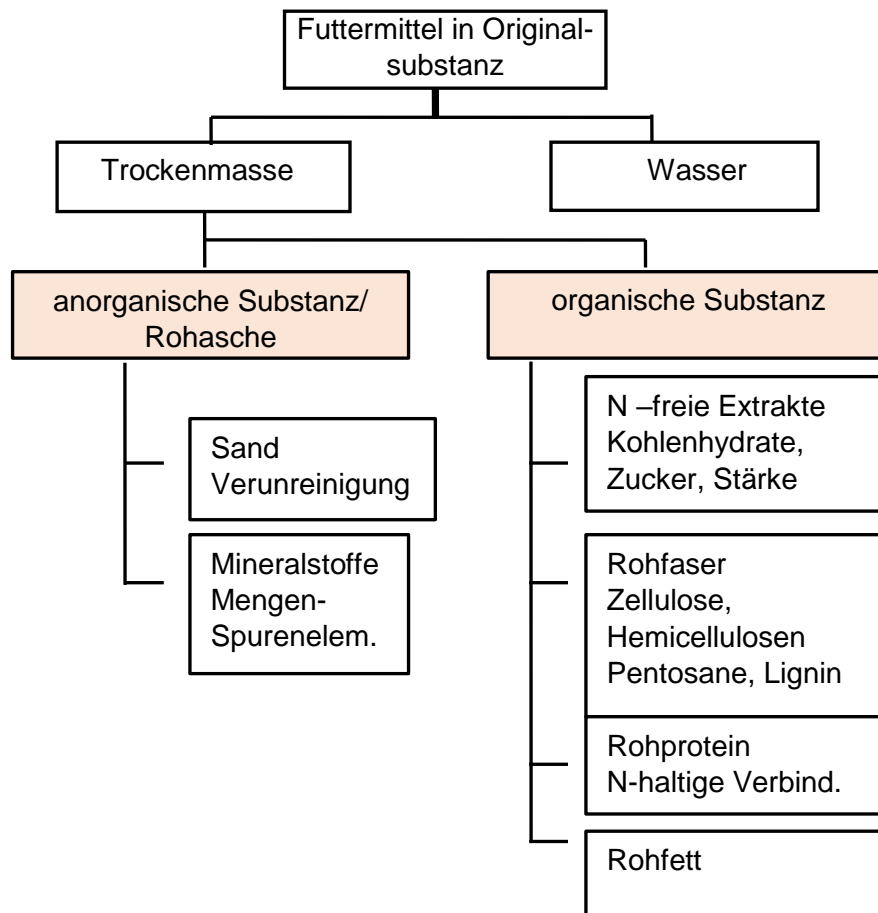 Futtermittel in Original-
substanz
Trockenmasse
Wasser
anorganische Substanz/
Rohasche
organische Substanz
Sand
Verunreinigung
Mineralstoffe
Mengen-
Spurenelem.
N –freie Extrakte
Kohlenhydrate,
Zucker, Stärke
Rohfaser
Zellulose,
Hemicellulosen
Pentosane, Lignin
Rohprotein
N-haltige Verbind.
Rohfett